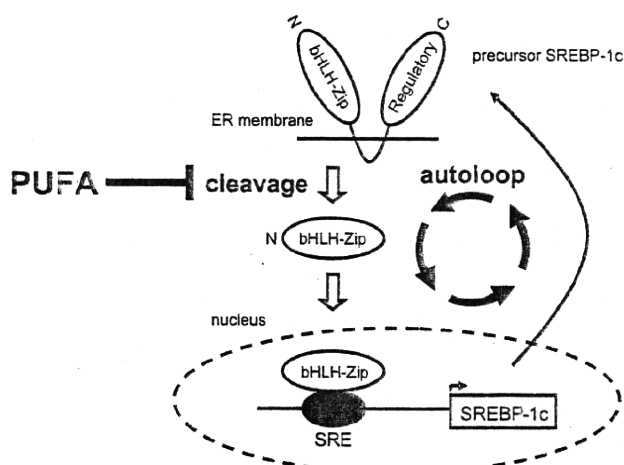 N
C
bHLH-Zip
Regulatory
precursor SREBP-1c
ER membrane
PUFA
cleavage
autoloop
N
bHLH-Zip
nucleus
bHLH-Zip
SRE
SREBP-1c